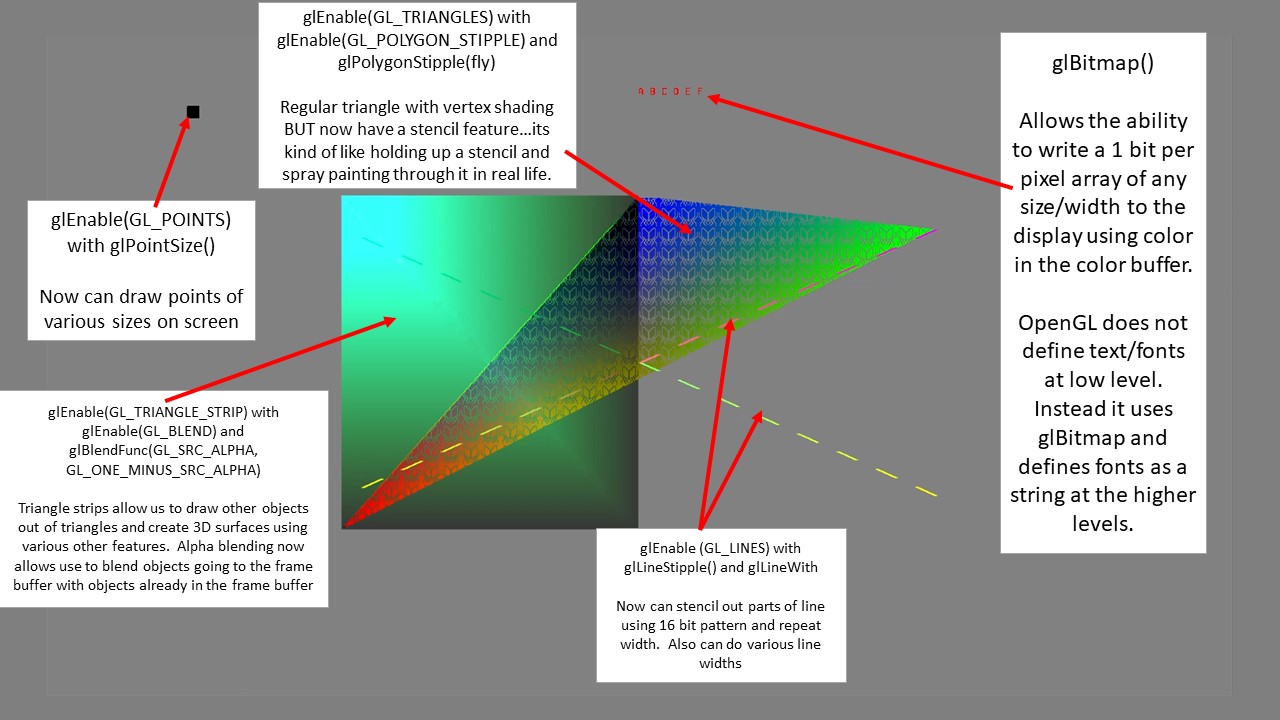 glEnable(GL_TRIANGLES) with
glEnable(GL_POLYGON_STIPPLE) and
glPolygonStipple(fly)
Regular triangle with vertex shading
BUT now have a stencil feature…its
kind of like holding up a stencil and
spray painting through it in real life.
A B C D E F
glBitmap()
Allows the ability
to write a 1 bit per
pixel array of any
size/width to the
display using color
in the color buffer.
OpenGL does not
define text/fonts
at low level.
Instead it uses
glBitmap and
defines fonts as a
string at the higher
levels.
glEnable(GL_POINTS)
with glPointSize()
Now can draw points of
various sizes on screen
glEnable(GL_TRIANGLE_STRIP) with
glEnable(GL_BLEND) and
glBlendFunc(GL_SRC_ALPHA,
GL_ONE_MINUS_SRC_ALPHA)
Triangle strips allow us to draw other objects
out of triangles and create 3D surfaces using
various other features.  Alpha blending now
allows use to blend objects going to the frame
buffer with objects already in the frame buffer
glEnable (GL_LINES) with
glLineStipple() and glLineWith
Now can stencil out parts of line
using 16 bit pattern and repeat
width.  Also can do various line
widths